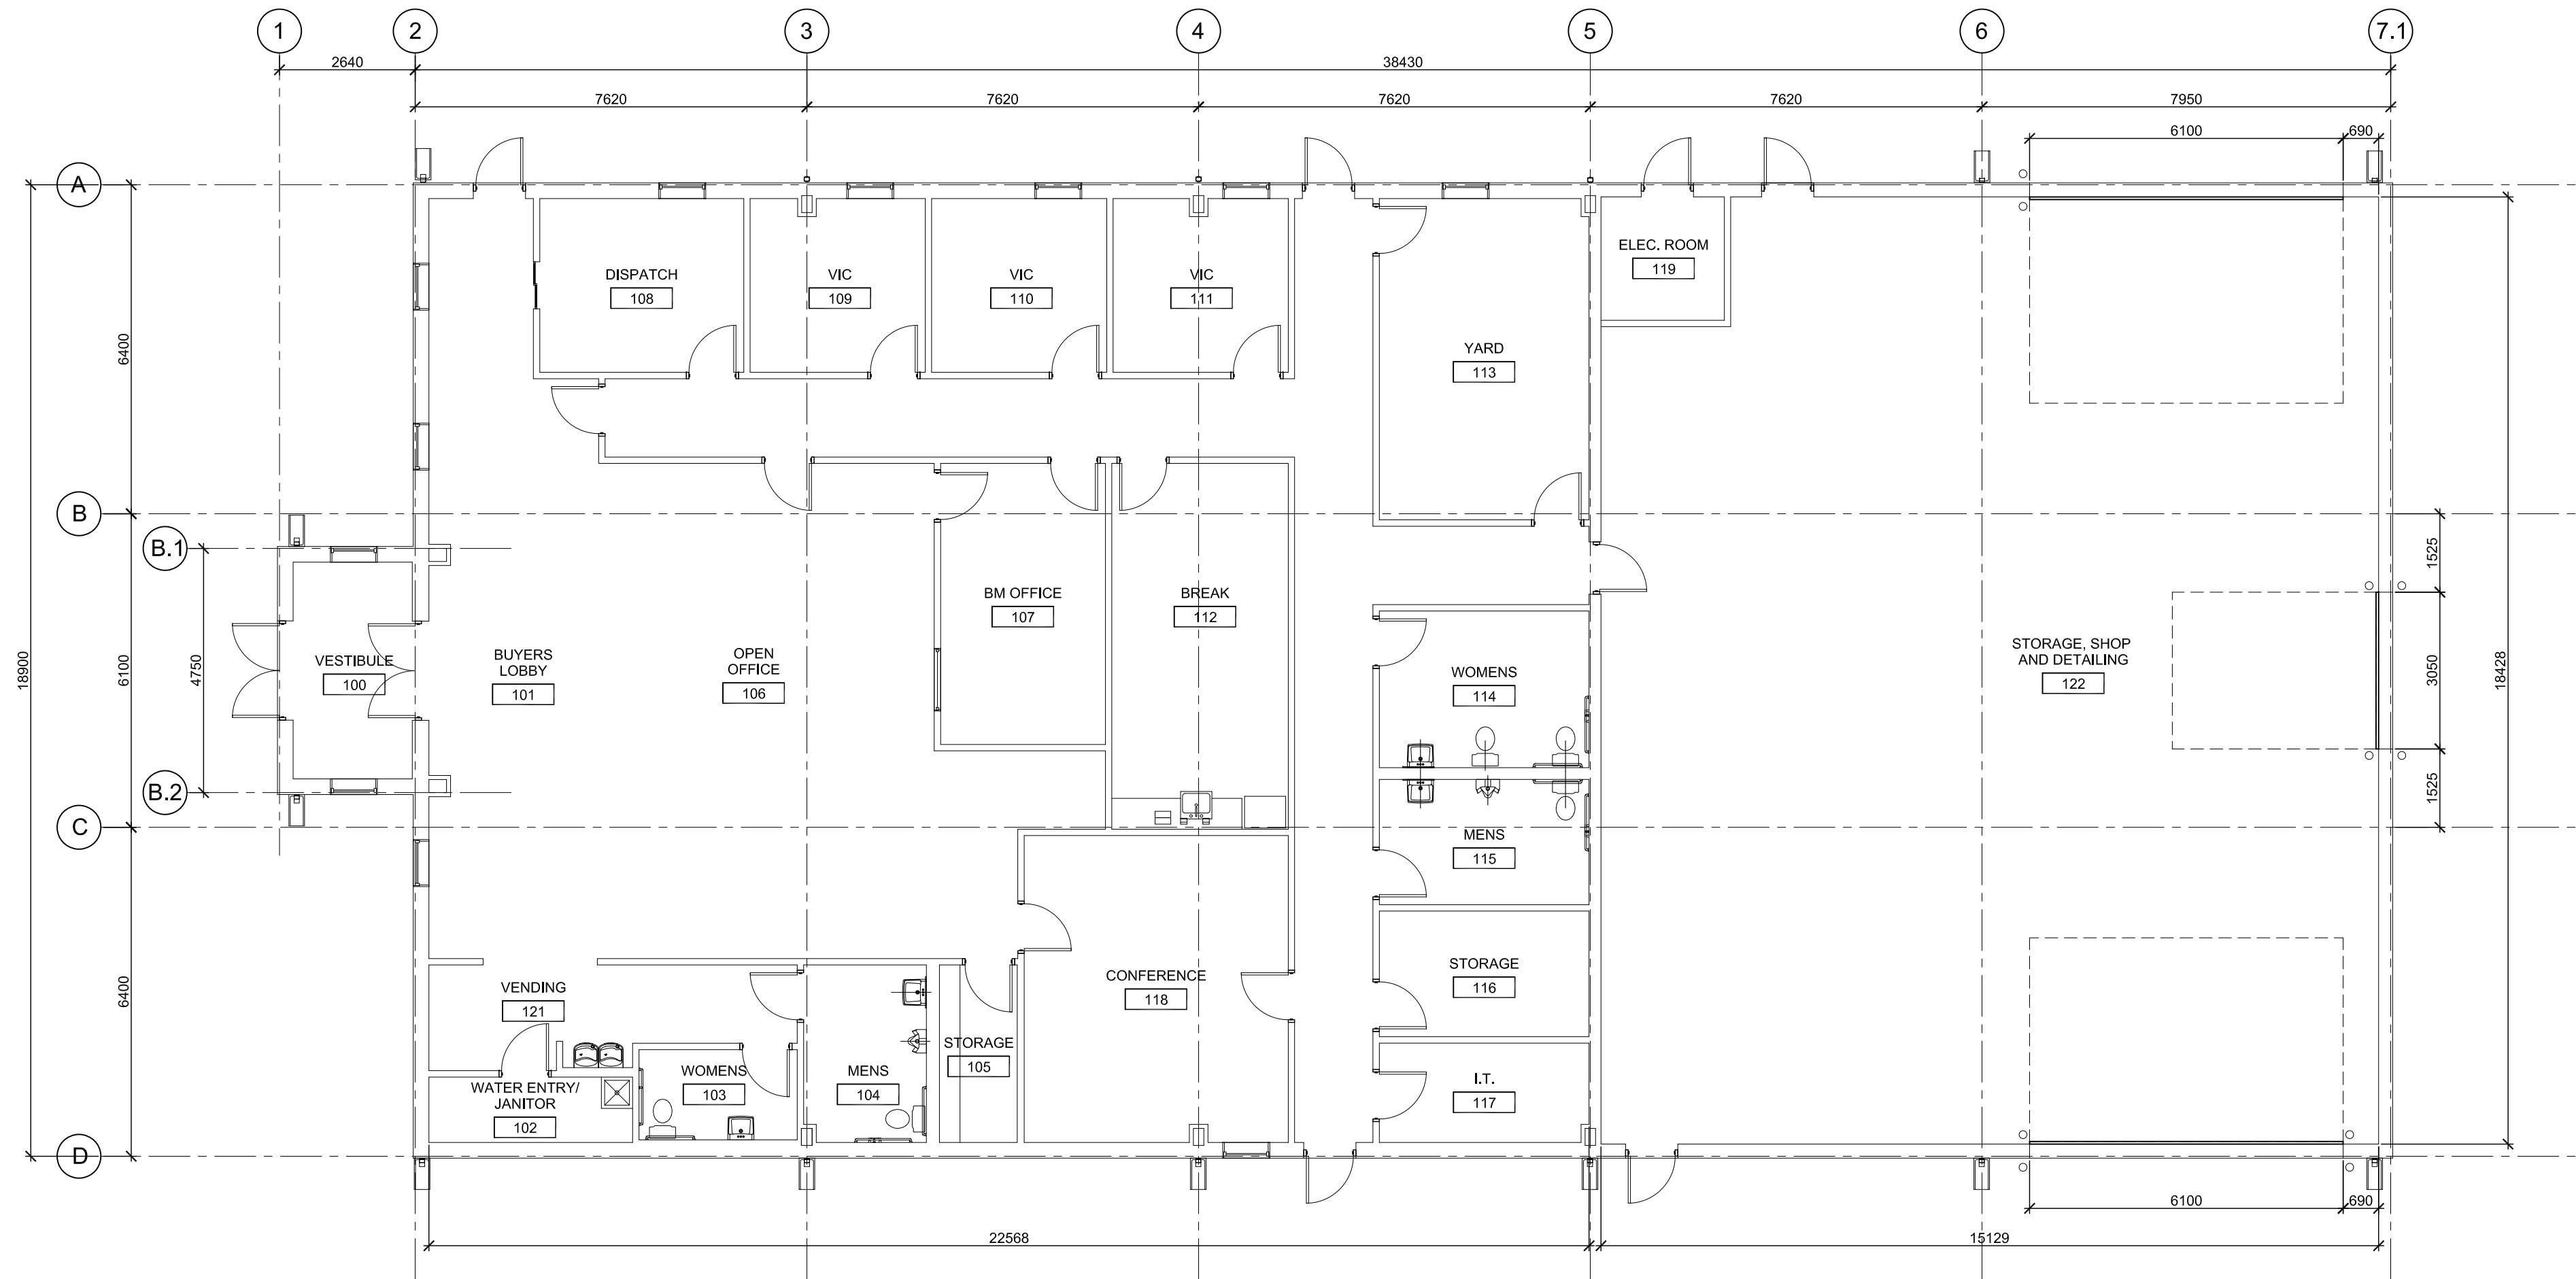 1
2
3
4
5
6
7.1
2640
38430
7620
7620
7620
7620
7950
6100
690
A
B
B.1
B.2
C
D
18900
6400
6100
6400
4750
DISPATCH
108
VIC
109
VIC
110
VIC
111
YARD
113
ELEC. ROOM
119
VESTIBULE
100
BUYERS
LOBBY
101
OPEN
OFFICE
106
BM OFFICE
107
BREAK
112
WOMENS
114
MENS
115
STORAGE
116
I.T.
117
STORAGE, SHOP
AND DETAILING
122
VENDING
121
WATER ENTRY/
JANITOR
102
WOMENS
103
MENS
104
STORAGE
105
CONFERENCE
118
1525
3050
1525
18428
6100
690
22568
15129